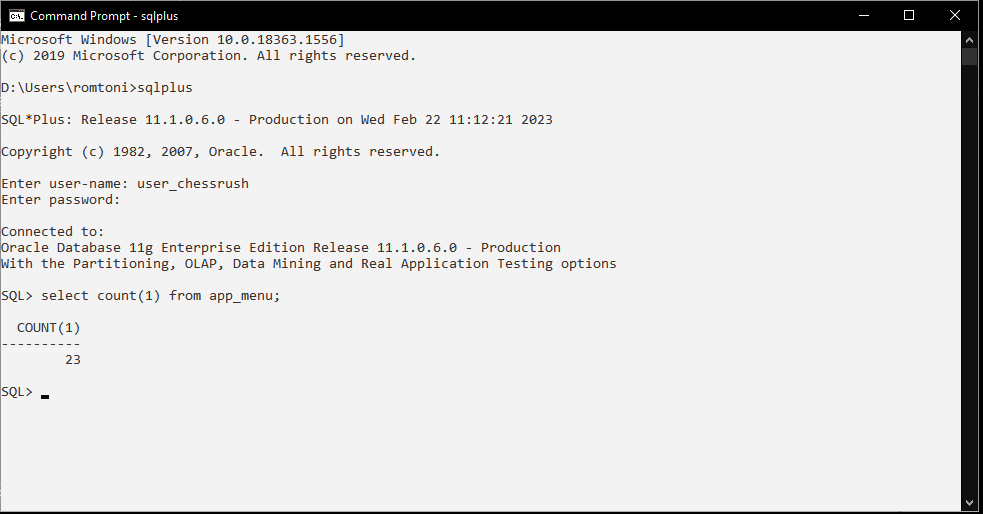 Command Prompt - sqlplus
Microsoft Windows [Version 10.0.18363.1556]
(c) 2019 Microsoft Corporation. All rights reserved.
D:\Users\romtoni>sqlplus
SQL*Plus: Release 11.1.0.6.0 - Production on Wed Feb 22 11:12:21 2023
Copyright (c) 1982, 2007, Oracle.  All rights reserved.
Enter user-name: user_chessrush
Enter password:
Connected to:
Oracle Database 11g Enterprise Edition Release 11.1.0.6.0 - Production
With the Partitioning, OLAP, Data Mining and Real Application Testing options
SQL> select count(1) from app_menu;
  COUNT(1)
----------
        23
SQL>